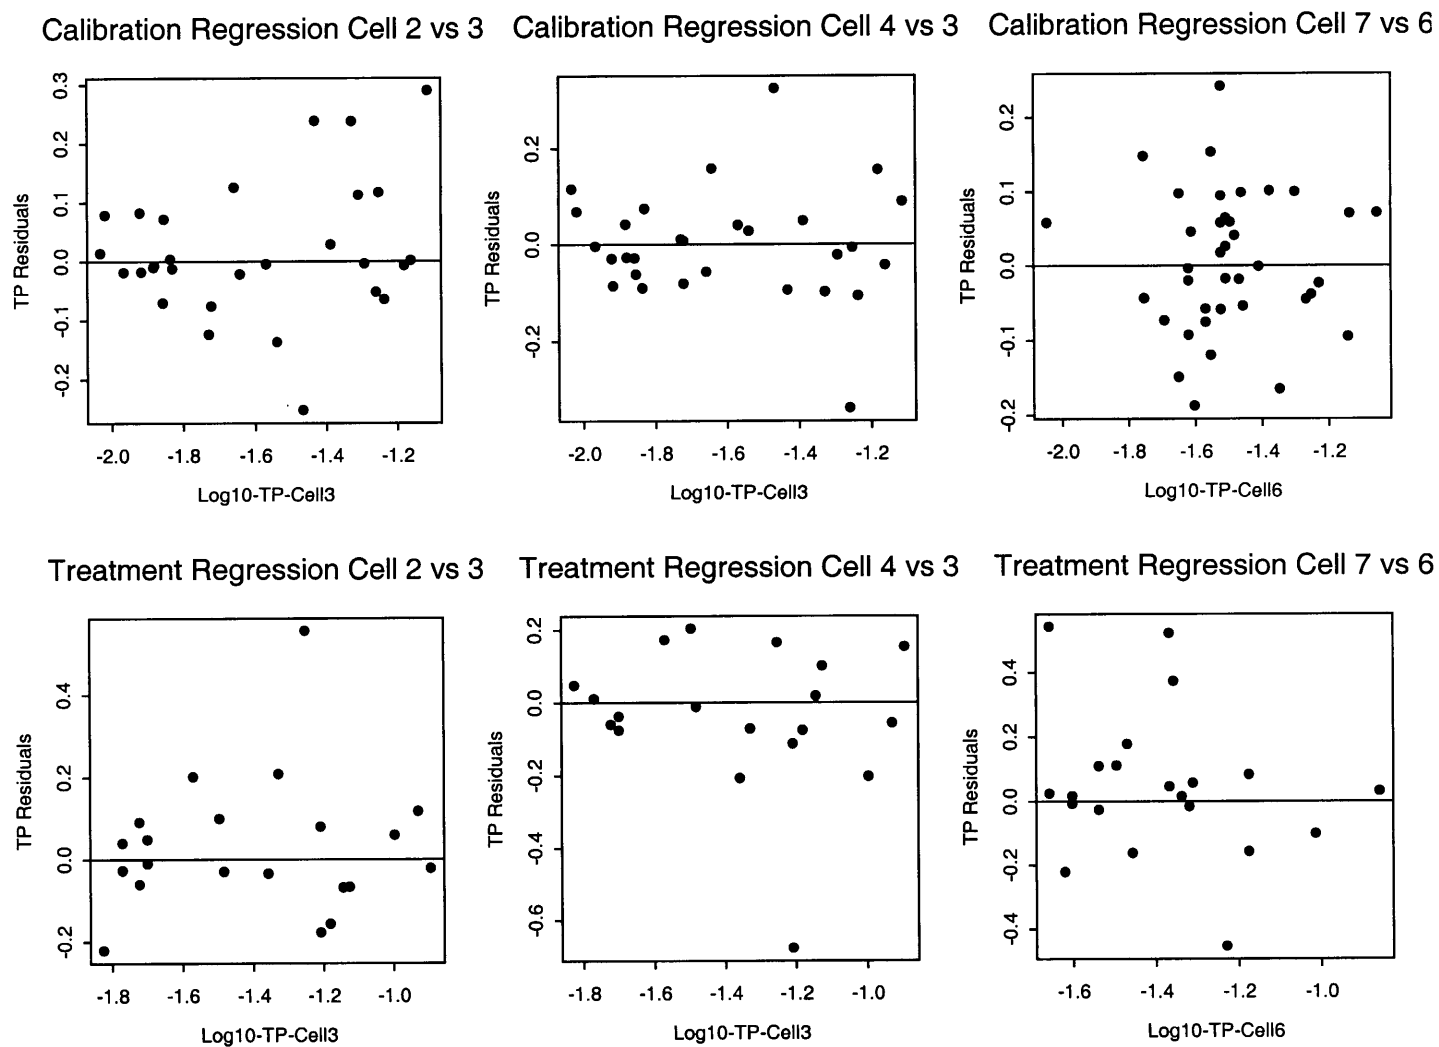 Calibration Regression Cell 2 vs 3
TP Residuals
0.3
0.2
0.1
0.0
-0.1
-0.2
-2.0 -1.8 -1.6 -1.4 -1.2
Log10-TP-Cell3
Calibration Regression Cell 4 vs 3
TP Residuals
0.2
0.0
-0.2
-2.0 -1.8 -1.6 -1.4 -1.2
Log10-TP-Cell3
Calibration Regression Cell 7 vs 6
TP Residuals
0.2
0.1
0.0
-0.1
-0.2
-2.0 -1.8 -1.6 -1.4 -1.2
Log10-TP-Cell6
Treatment Regression Cell 2 vs 3
TP Residuals
0.4
0.2
0.0
-0.2
-1.8 -1.6 -1.4 -1.2 -1.0
Log10-TP-Cell3
Treatment Regression Cell 4 vs 3
TP Residuals
0.2
0.0
-0.2
-0.4
-0.6
-1.8 -1.6 -1.4 -1.2 -1.0
Log10-TP-Cell3
Treatment Regression Cell 7 vs 6
TP Residuals
0.4
0.2
0.0
-0.2
-0.4
-1.6 -1.4 -1.2 -1.0
Log10-TP-Cell6